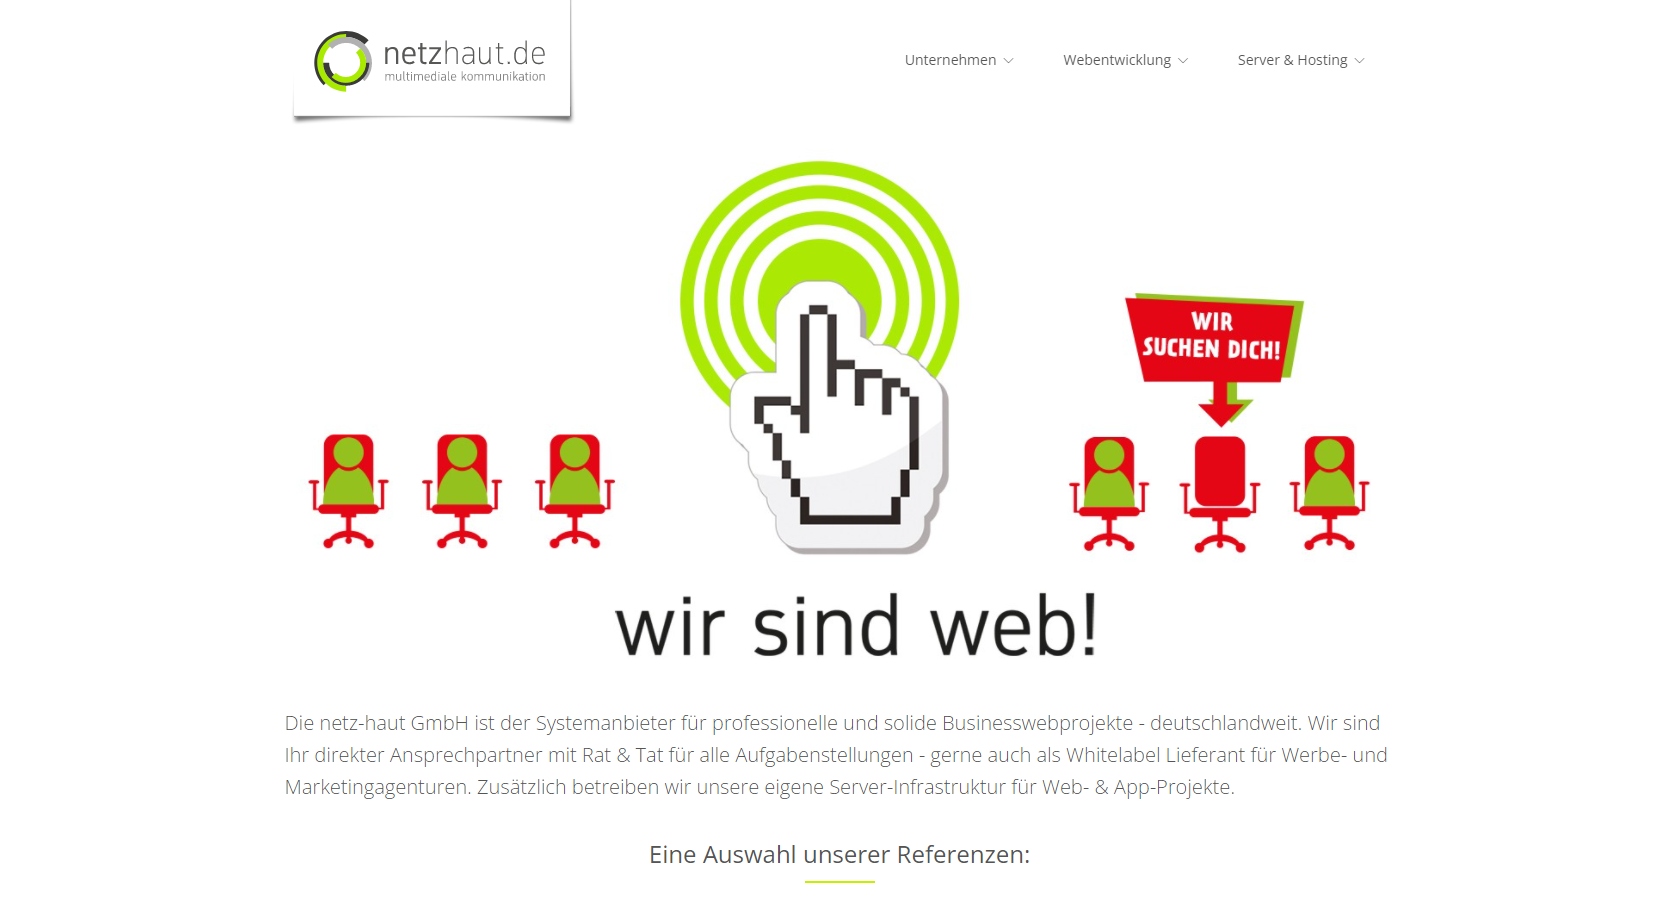 netzhaut.de
multimediale kommunikation
Unternehmen
Webentwicklung
Server & Hosting
WIR
SUCHEN DICH!
wir sind web!
Die netz-haut GmbH ist der Systemanbieter für professionelle und solide Businesswebprojekte - deutschlandweit. Wir sind
Ihr direkter Ansprechpartner mit Rat & Tat für alle Aufgabenstellungen - gerne auch als Whitelabel Lieferant für Werbe- und
Marketingagenturen. Zusätzlich betreiben wir unsere eigene Server-Infrastruktur für Web- & App-Projekte.
Eine Auswahl unserer Referenzen: